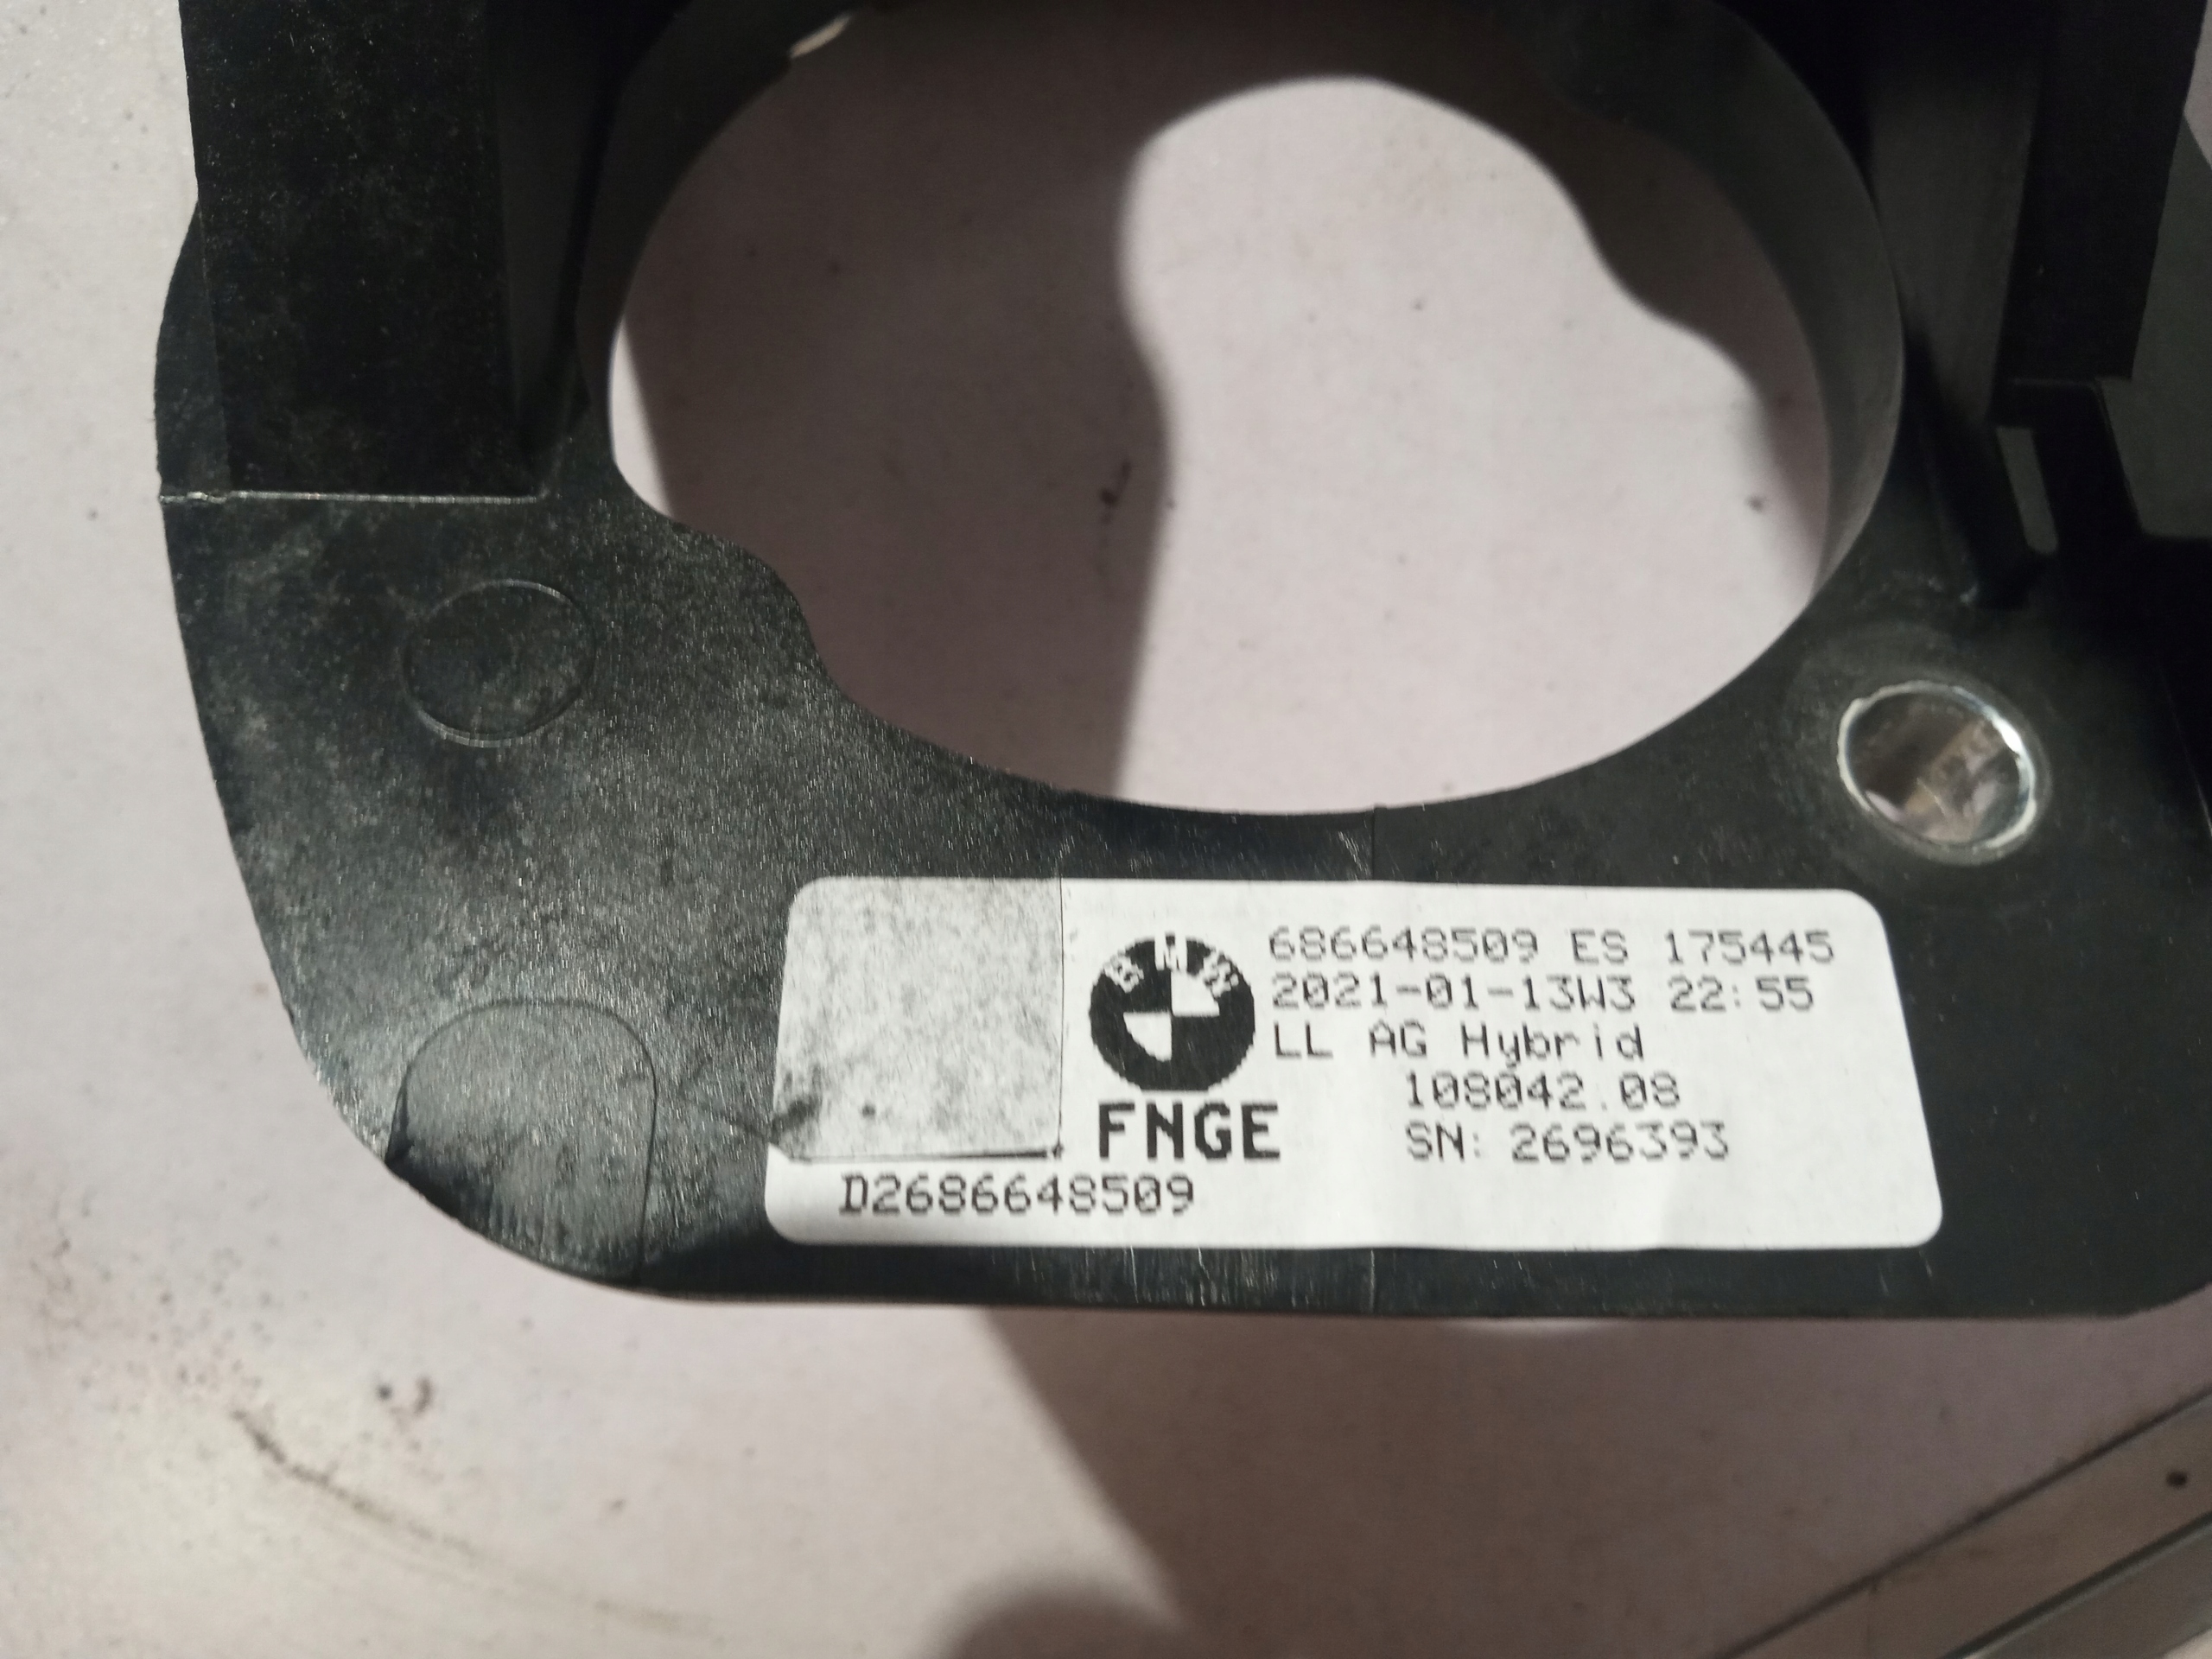 BMW
686648509 ES 175445
2021-01-13W3 22:55
LL AG Hybrid
108042.08
FNGE
SN: 2696393
D2686648509